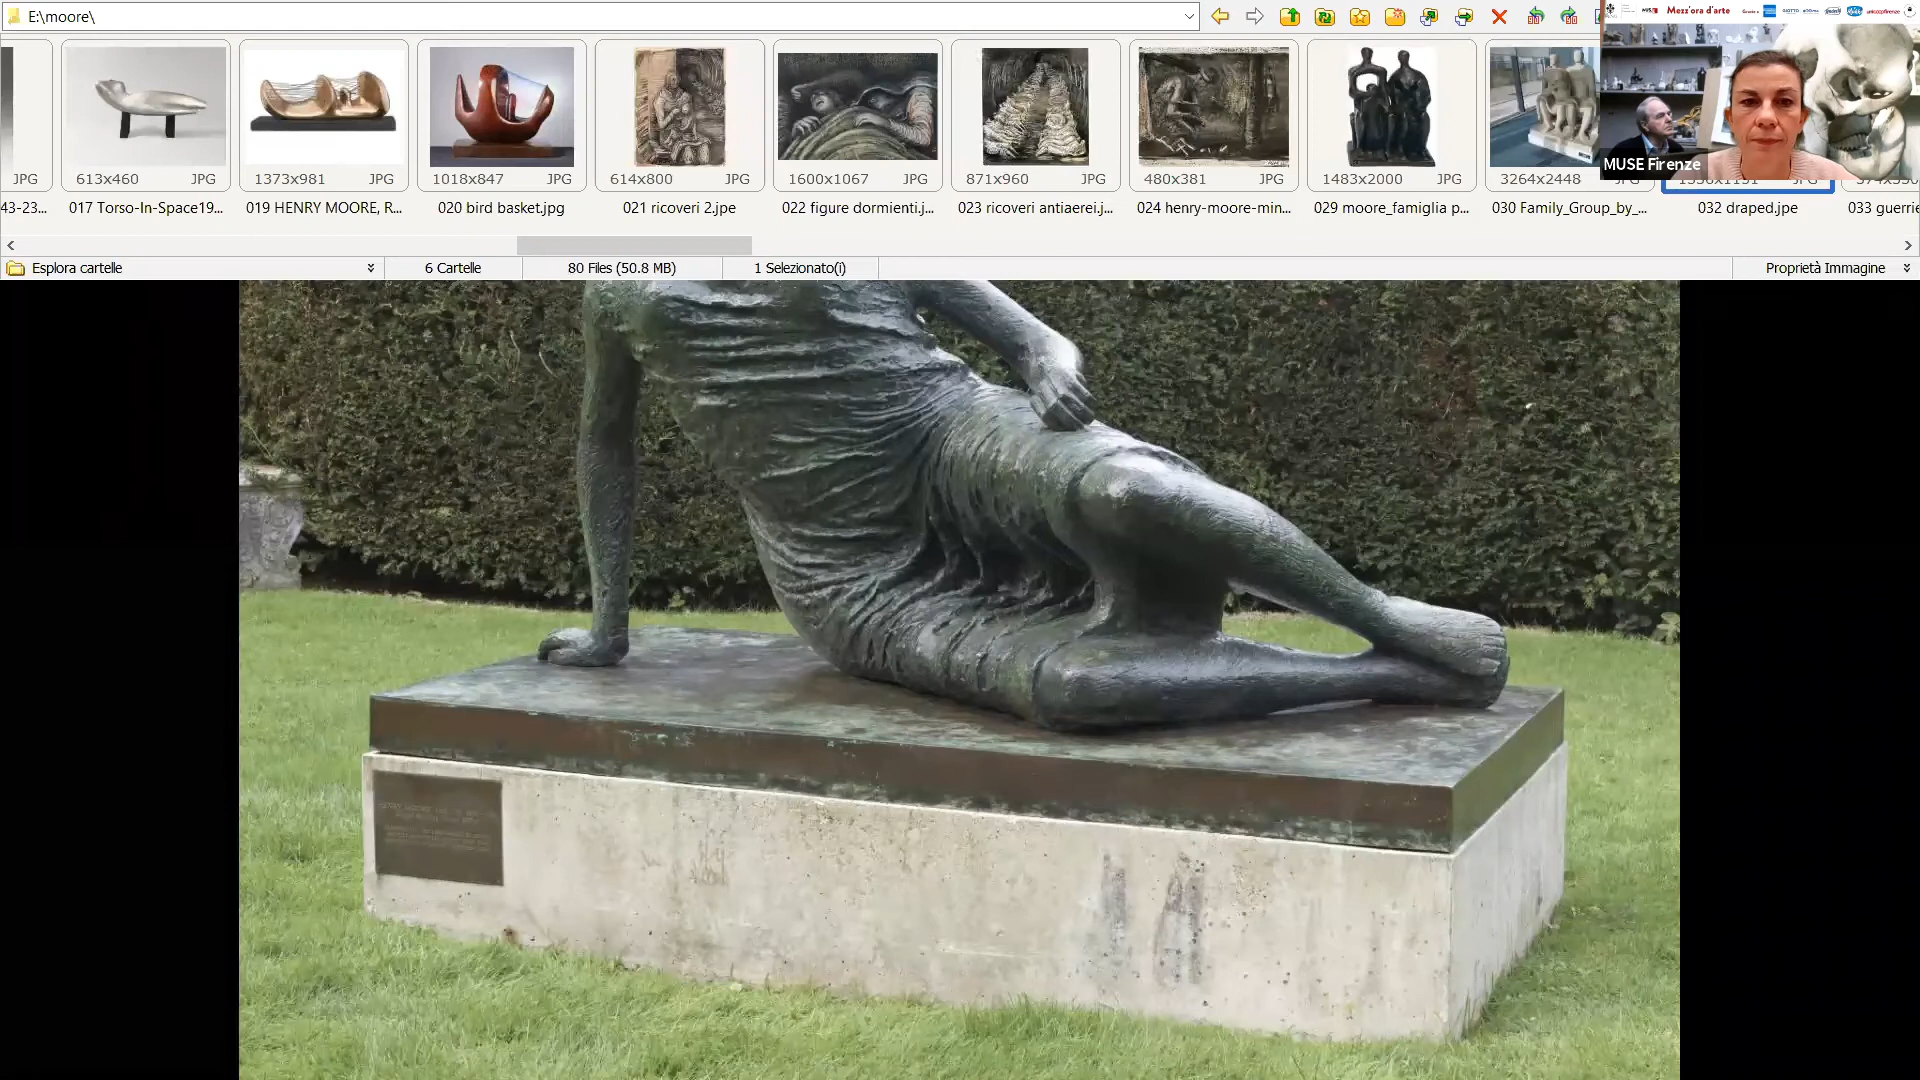 E:\moore\
Mezz'ora d'arte
MUSE Firenze
JPG
613x460 JPG
1373x981 JPG
1018x847 JPG
614x800 JPG
1600x1067 JPG
871x960 JPG
480x381 JPG
1483x2000 JPG
3264x2448
43-23...
017 Torso-In-Space19...
019 HENRY MOORE, R...
020 bird basket.jpg
021 ricoveri 2.jpe
022 figure dormienti.j...
023 ricoveri antiaerei.j...
024 henry-moore-min...
029 moore_famiglia p...
030 Family_Group_by_...
032 draped.jpe
033 guerrie
Esplora cartelle
6 Cartelle
80 Files (50.8 MB)
1 Selezionato(i)
Proprietà Immagine